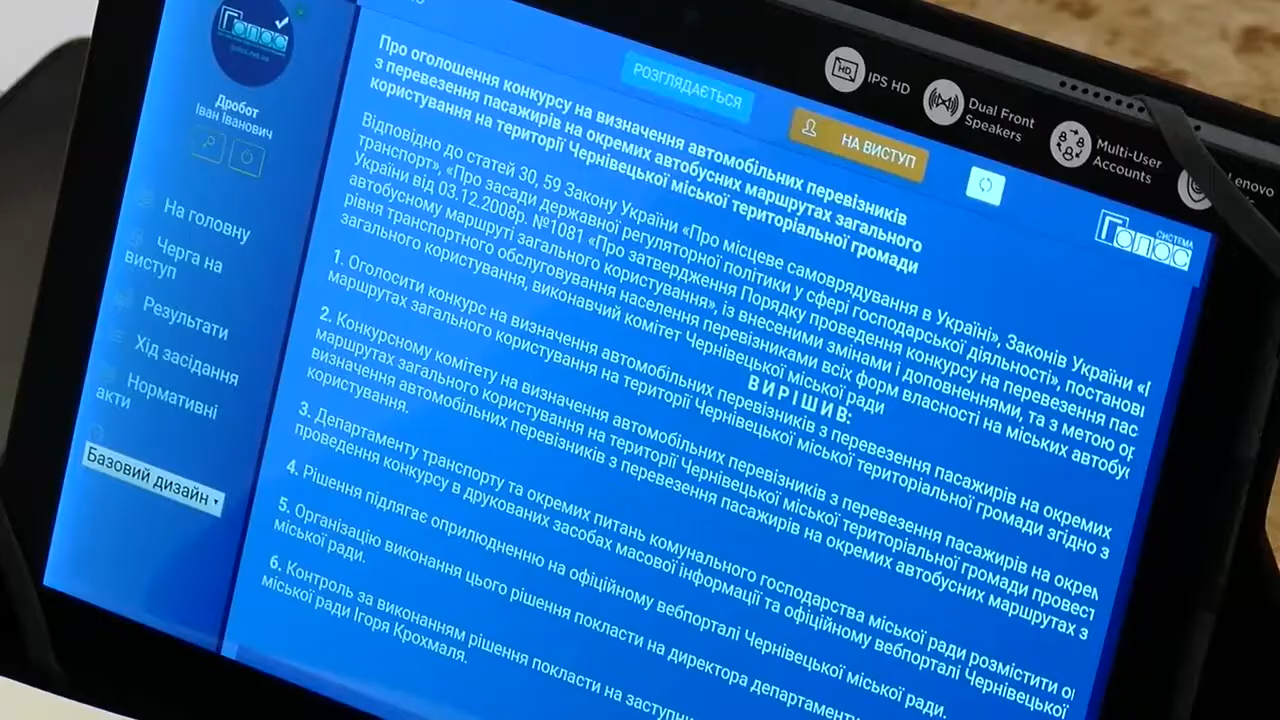 Голос
golos.net.ua
Дробот
Іван Іванович
На головну
Черга на
виступ
Результати
Хід засідання
Нормативні
акти
Базовий дизайн
РОЗГЛЯДАЄТЬСЯ
НА ВИСТУП
СИСТЕМА
Голос
HD
IPS HD
Dual Front
Speakers
Multi-User
Accounts
Lenovo
Про оголошення конкурсу на визначення автомобільних перевізників
з перевезення пасажирів на окремих автобусних маршрутах загального
користування на території Чернівецької міської територіальної громади
Відповідно до статей 30, 59 Закону України «Про місцеве самоврядування в Україні», Законів України «
транспорт», «Про засади державної регуляторної політики у сфері господарської діяльності», постанови
України від 03.12.2008р. №1081 «Про затвердження Порядку проведення конкурсу на перевезення пас
автобусному маршруті загального користування», із внесеними змінами і доповненнями, та з метою ор
рівня транспортного обслуговування населення перевізниками всіх форм власності на міських автобу
загального користування, виконавчий комітет Чернівецької міської ради
В И Р І Ш И В:
1. Оголосити конкурс на визначення автомобільних перевізників з перевезення пасажирів на окремих
маршрутах загального користування на території Чернівецької міської територіальної громади згідно з
2. Конкурсному комітету на визначення автомобільних перевізників з перевезення пасажирів на окрем
маршрутах загального користування на території Чернівецької міської територіальної громади провест
визначення автомобільних перевізників з перевезення пасажирів на окремих автобусних маршрутах з
користування.
3. Департаменту транспорту та окремих питань комунального господарства міської ради розмістити о
проведення конкурсу в друкованих засобах масової інформації та офіційному вебпорталі Чернівецької
4. Рішення підлягає оприлюдненню на офіційному вебпорталі Чернівецької міської ради.
5. Організацію виконання цього рішення покласти на директора департаменту
міської ради.
6. Контроль за виконанням рішення покласти на заступни
міської ради Ігоря Крохмаля.